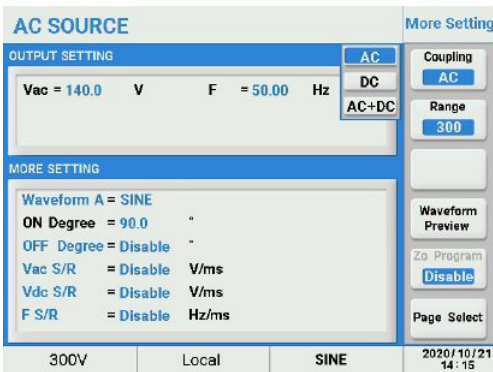 AC SOURCE
More Setting
OUTPUT SETTING
AC
DC
AC+DC
Vac = 140.0 V F = 50.00 Hz
MORE SETTING
Waveform A = SINE
ON Degree = 90.0 °
OFF Degree = Disable °
Vac S/R = Disable V/ms
Vdc S/R = Disable V/ms
F S/R = Disable Hz/ms
Coupling
AC
Range
300
Waveform
Preview
Zo Program
Disable
Page Select
300V Local SINE 2020/10/21
14:15